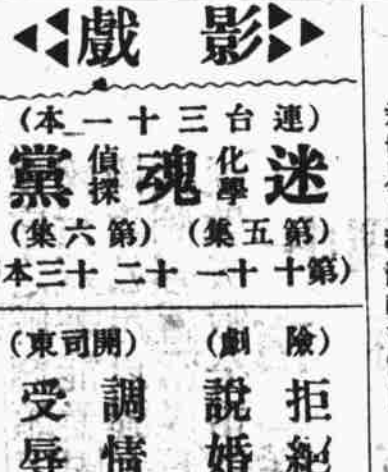 影戲
(連台三十一本)
迷化學魂偵探黨
(第五集) (第六集)
(第十 十一 十二 十三本)
(險劇)
拒絕
說婚
(開司東)
調情
受辱